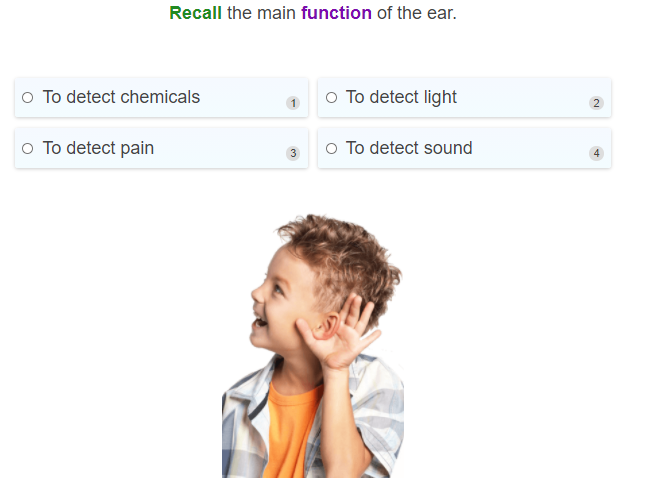 Recall the main function of the ear.
To detect chemicals 1
To detect light 2
To detect pain 3
To detect sound 4